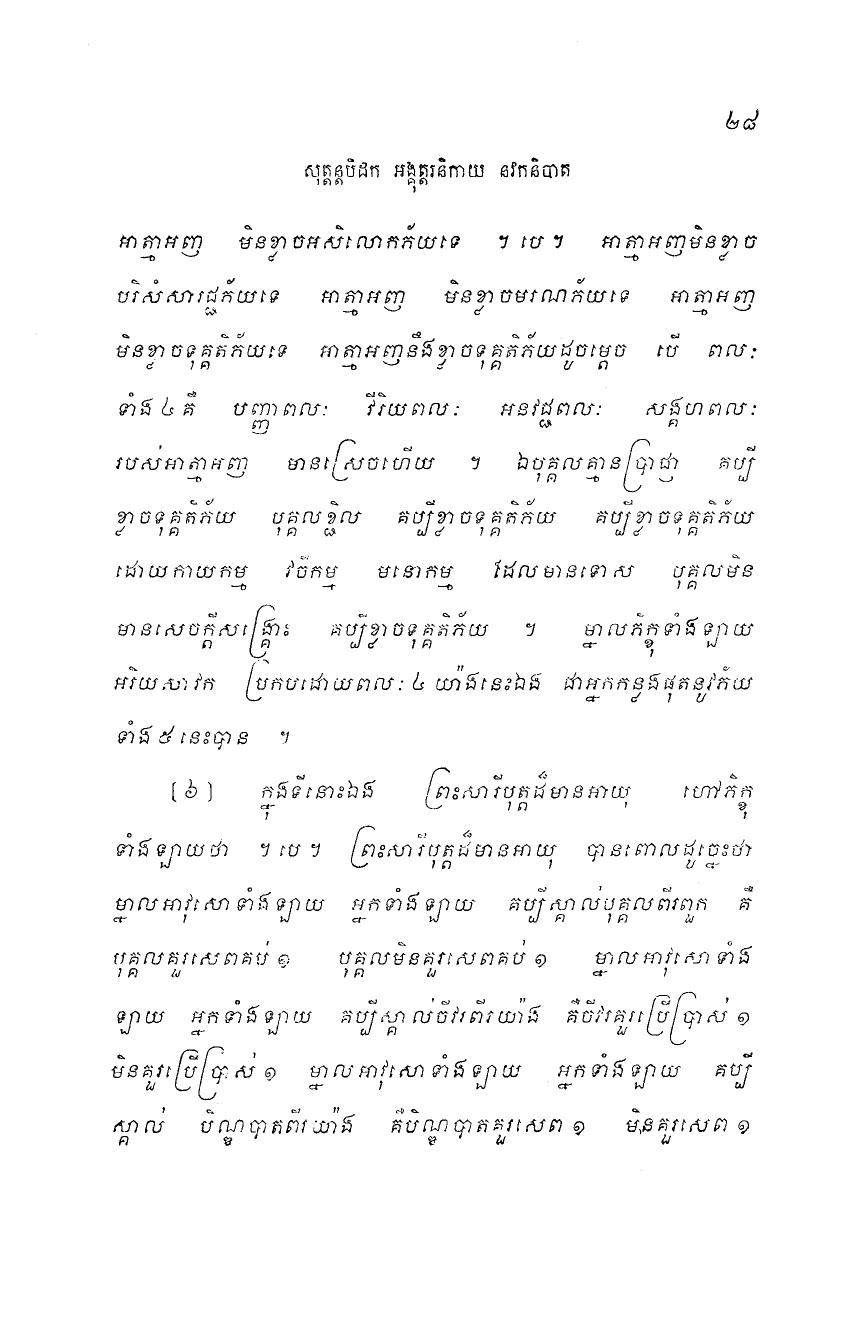 ២៨
សុត្តន្តបិដក អង្គុត្តរនិកាយ នវកនិបាត
អាត្មាអញ មិនខ្លាចអសិលោកភ័យទេ ។ បេ ។ អាត្មាអញមិនខ្លាច
បរិសំសារជ្ជភ័យទេ អាត្មាអញ មិនខ្លាចមរណភ័យទេ អាត្មាអញ
មិនខ្លាចទុគ្គតិភ័យទេ អាត្មាអញនឹងខ្លាចទុគ្គតិភ័យដូចម្តេច បើ ពលៈ
ទាំង ៤ គឺ បញ្ញាពលៈ វីរិយពលៈ អនវជ្ជពលៈ សង្គហពលៈ
របស់អាត្មាអញ មានស្រេចហើយ ។ ឯបុគ្គលគ្មានប្រាជ្ញា គប្បី
ខ្លាចទុគ្គតិភ័យ បុគ្គលខ្ជិល គប្បីខ្លាចទុគ្គតិភ័យ គប្បីខ្លាចទុគ្គតិភ័យ
ដោយកាយកម្ម វចីកម្ម មនោកម្ម ដែលមានទោស បុគ្គលមិន
មានសេចក្តីសង្គ្រោះ គប្បីខ្លាចទុគ្គតិភ័យ ។ ម្នាលភិក្ខុទាំងឡាយ
អរិយសាវក ប្រកបដោយពលៈ ៤ យ៉ាងនេះឯង ជាអ្នកកន្លងផុតនូវភ័យ
ទាំង ៥ នេះបាន ។
[៦] ក្នុងទីនោះឯង ព្រះសារីបុត្តដ៏មានអាយុ ហៅភិក្ខុ
ទាំងឡាយថា ។ បេ ។ ព្រះសារីបុត្តដ៏មានអាយុ បានពោលដូច្នេះថា
ម្នាលអាវុសោទាំងឡាយ អ្នកទាំងឡាយ គប្បីស្គាល់បុគ្គលពីរពួក គឺ
បុគ្គលគួរសេពគប់ ១ បុគ្គលមិនគួរសេពគប់ ១ ម្នាលអាវុសោទាំង
ឡាយ អ្នកទាំងឡាយ គប្បីស្គាល់ចីវរពីរយ៉ាង គឺចីវរគួរប្រើប្រាស់ ១
មិនគួរប្រើប្រាស់ ១ ម្នាលអាវុសោទាំងឡាយ អ្នកទាំងឡាយ គប្បី
ស្គាល់ បិណ្ឌបាតពីរយ៉ាង គឺបិណ្ឌបាតគួរសេព ១ មិនគួរសេព ១